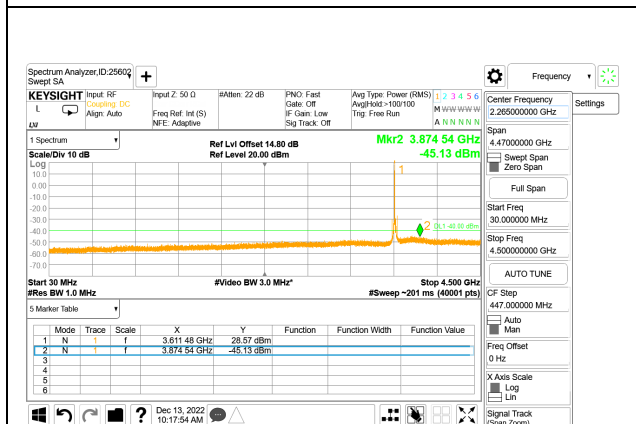 Spectrum Analyzer,ID:25602
Swept SA
Frequency
KEYSIGHT
L
LXI
Input: RF
Coupling: DC
Align: Auto
Input Z: 50 Ω
Freq Ref: Int (S)
NFE: Adaptive
#Atten: 22 dB
PNO: Fast
Gate: Off
IF Gain: Low
Sig Track: Off
Avg Type: Power (RMS)
Avg|Hold:>100/100
Trig: Free Run
1 2 3 4 5 6
M W W W W W
A N N N N N
Center Frequency
2.265000000 GHz
Settings
Span
4.47000000 GHz
Swept Span
Zero Span
Full Span
Start Freq
30.000000 MHz
Stop Freq
4.500000000 GHz
AUTO TUNE
CF Step
447.000000 MHz
Auto
Man
Freq Offset
0 Hz
X Axis Scale
Log
Lin
Signal Track
(Span Zoom)
1 Spectrum
Scale/Div 10 dB
Ref Lvl Offset 14.80 dB
Ref Level 20.00 dBm
Mkr2 3.874 54 GHz
-45.13 dBm
Log
10.0
0.00
-10.0
-20.0
-30.0
-40.0
-50.0
-60.0
-70.0
1
2
DL1 -40.00 dBm
Start 30 MHz
#Video BW 3.0 MHz*
Stop 4.500 GHz
#Res BW 1.0 MHz
#Sweep ~201 ms (40001 pts)
5 Marker Table
Mode Trace Scale X Y Function Function Width Function Value
1 N 1 f 3.611 48 GHz 28.57 dBm
2 N 1 f 3.874 54 GHz -45.13 dBm
3
4
5
6
?
Dec 13, 2022
10:17:54 AM